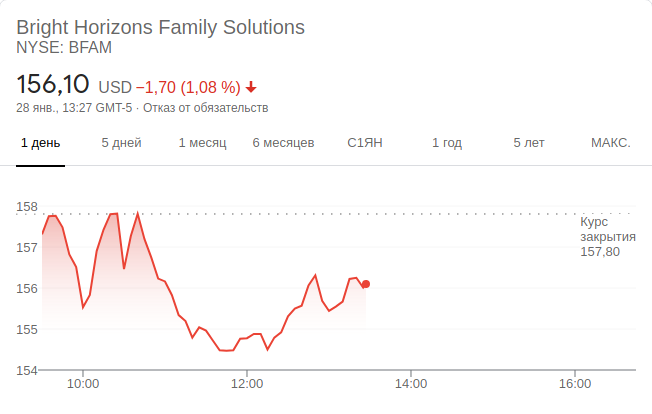 Bright Horizons Family Solutions
NYSE: BFAM
156,10 USD −1,70 (1,08 %)
28 янв., 13:27 GMT-5 · Отказ от обязательств
1 день 5 дней 1 месяц 6 месяцев С1ЯН 1 год 5 лет МАКС.
158
Курс
закрытия
157,80
157
156
155
154
10:00 12:00 14:00 16:00